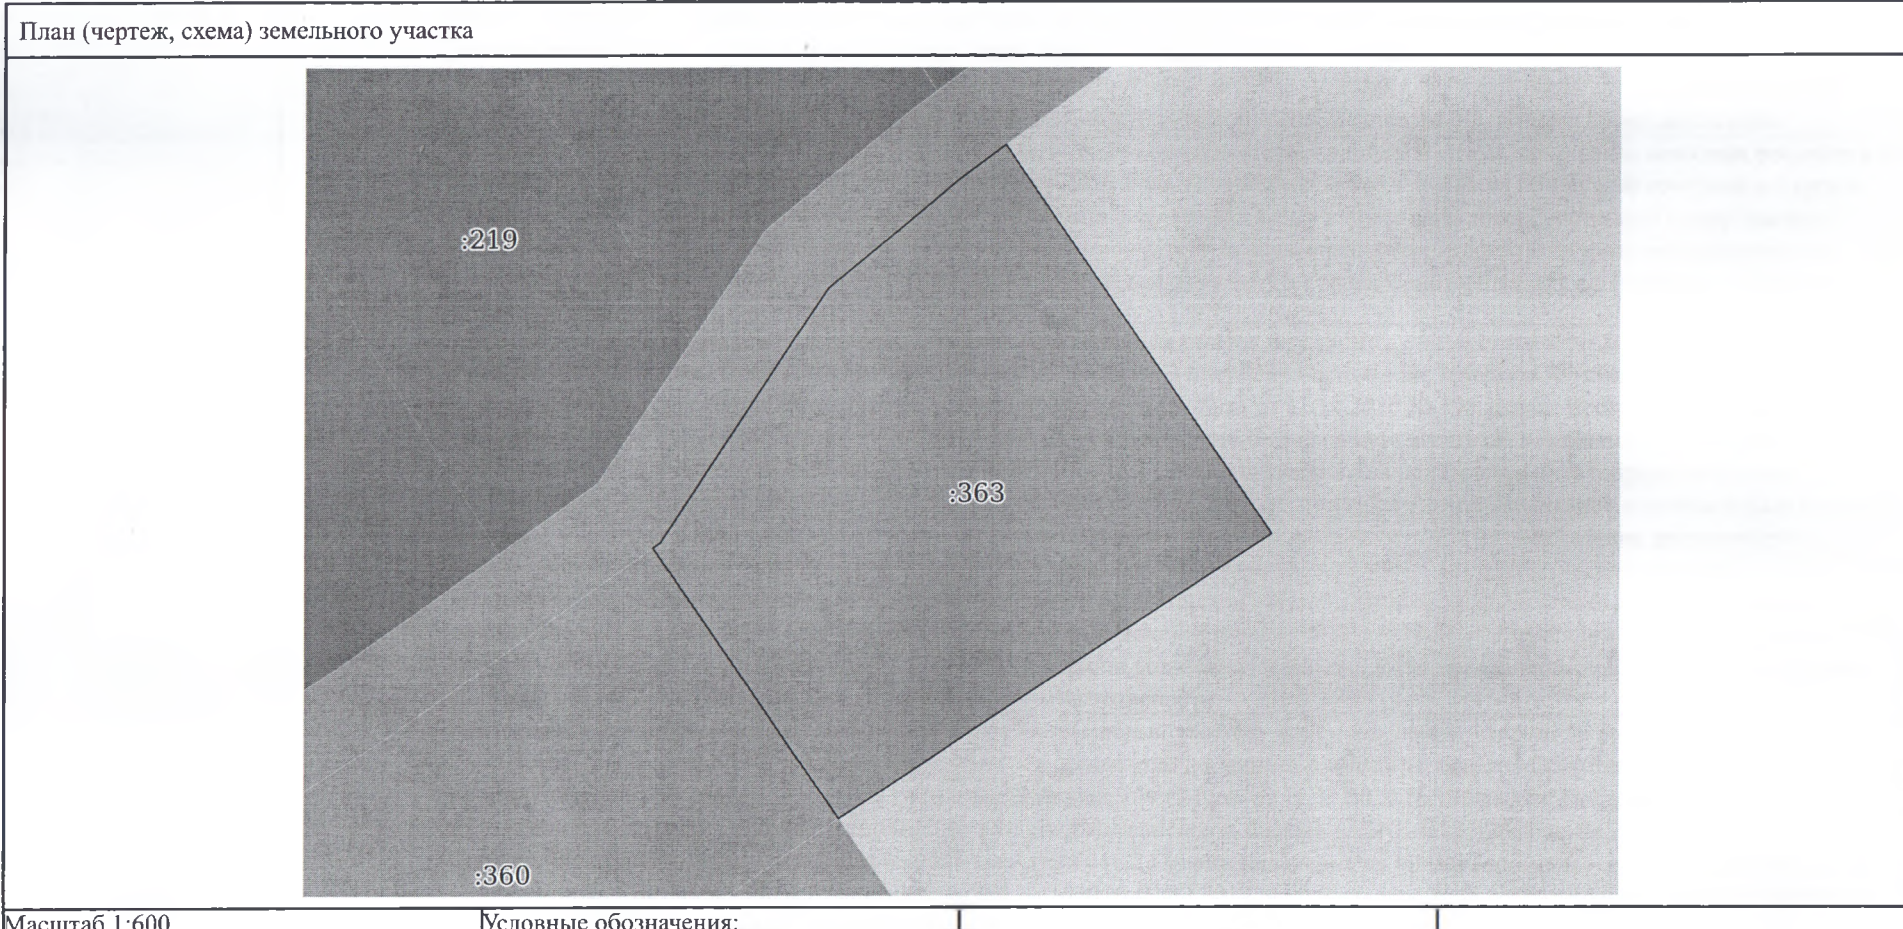 План (чертеж, схема) земельного участка
:219
:363
:360
Масштаб 1:600
Условные обозначения: